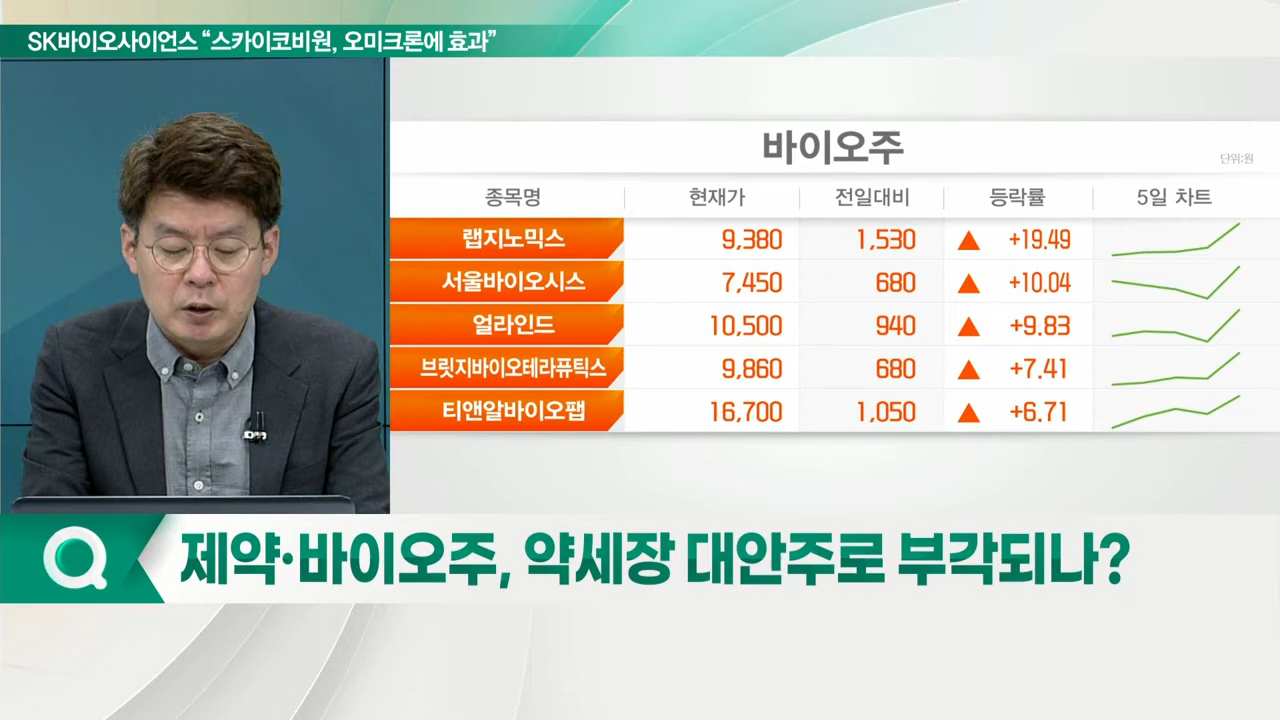 SK바이오사이언스 “스카이코비원, 오미크론에 효과”
바이오주
단위:원
종목명 현재가 전일대비 등락률 5일 차트
랩지노믹스 9,380 1,530 ▲ +19.49
서울바이오시스 7,450 680 ▲ +10.04
얼라인드 10,500 940 ▲ +9.83
브릿지바이오테라퓨틱스 9,860 680 ▲ +7.41
티앤알바이오팹 16,700 1,050 ▲ +6.71
제약·바이오주, 약세장 대안주로 부각되나?